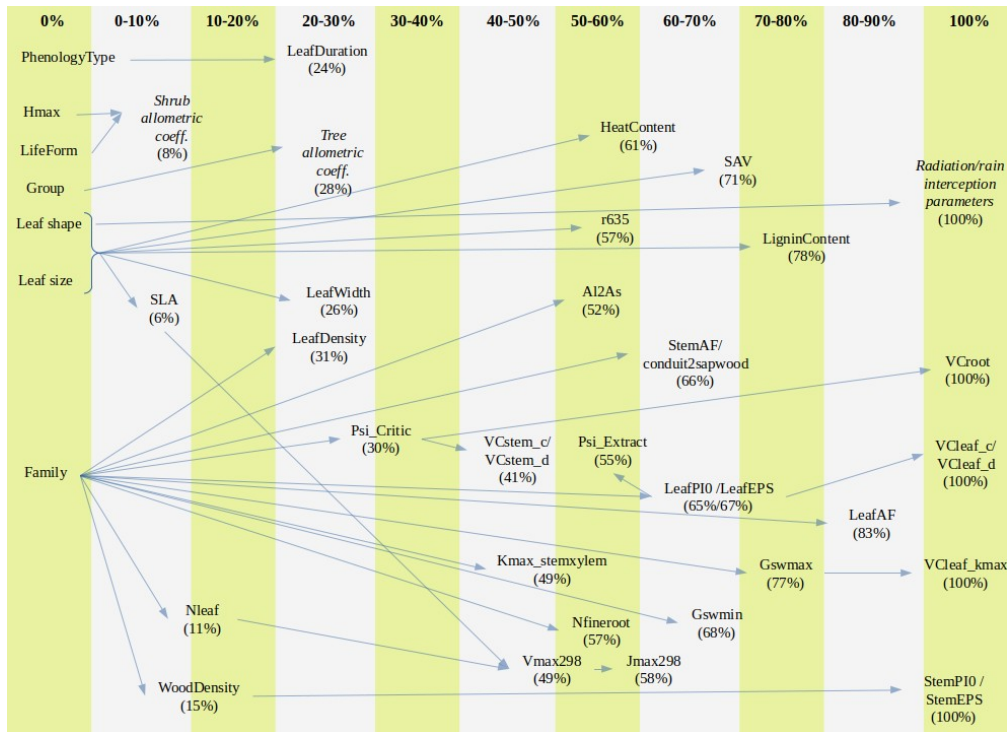 0% 0-10% 10-20% 20-30% 30-40% 40-50% 50-60% 60-70% 70-80% 80-90% 100%
PhenologyType
LeafDuration
(24%)
Hmax
LifeForm
Group
Shrub
allometric
coeff.
(8%)
Tree
allometric
coeff.
(28%)
HeatContent
(61%)
SAV
(71%)
Radiation/rain
interception
parameters
(100%)
Leaf shape
Leaf size
r635
(57%)
LigninContent
(78%)
SLA
(6%)
LeafWidth
(26%)
Al2As
(52%)
LeafDensity
(31%)
StemAF/
conduit2sapwood
(66%)
VCroot
(100%)
Family
Psi_Critic
(30%)
VCstem_c/
VCstem_d
(41%)
Psi_Extract
(55%)
LeafPI0 /LeafEPS
(65%/67%)
VCleaf_c/
VCleaf_d
(100%)
LeafAF
(83%)
Kmax_stemxylem
(49%)
Gswmax
(77%)
VCleaf_kmax
(100%)
Nleaf
(11%)
Nfineroot
(57%)
Gswmin
(68%)
Vmax298
(49%)
Jmax298
(58%)
WoodDensity
(15%)
StemPI0 /
StemEPS
(100%)